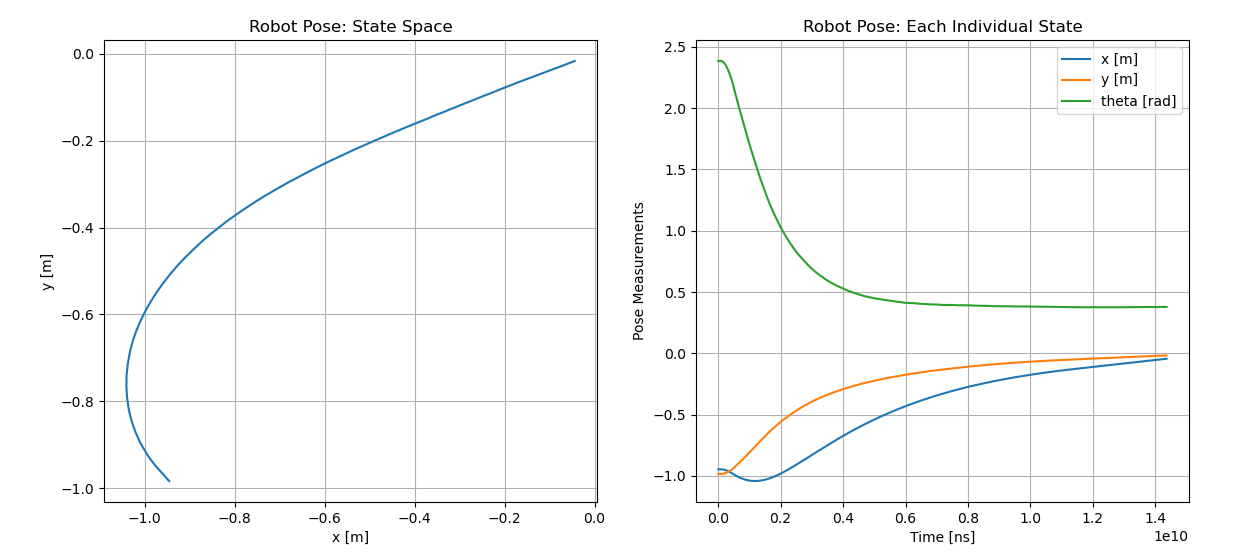 Robot Pose: State Space
0.0
−0.2
−0.4
−0.6
−0.8
−1.0
y [m]
−1.0 −0.8 −0.6 −0.4 −0.2 0.0
x [m]
Robot Pose: Each Individual State
2.5
2.0
1.5
1.0
0.5
0.0
−0.5
−1.0
Pose Measurements
x [m]
y [m]
theta [rad]
0.0 0.2 0.4 0.6 0.8 1.0 1.2 1.4
1e10
Time [ns]